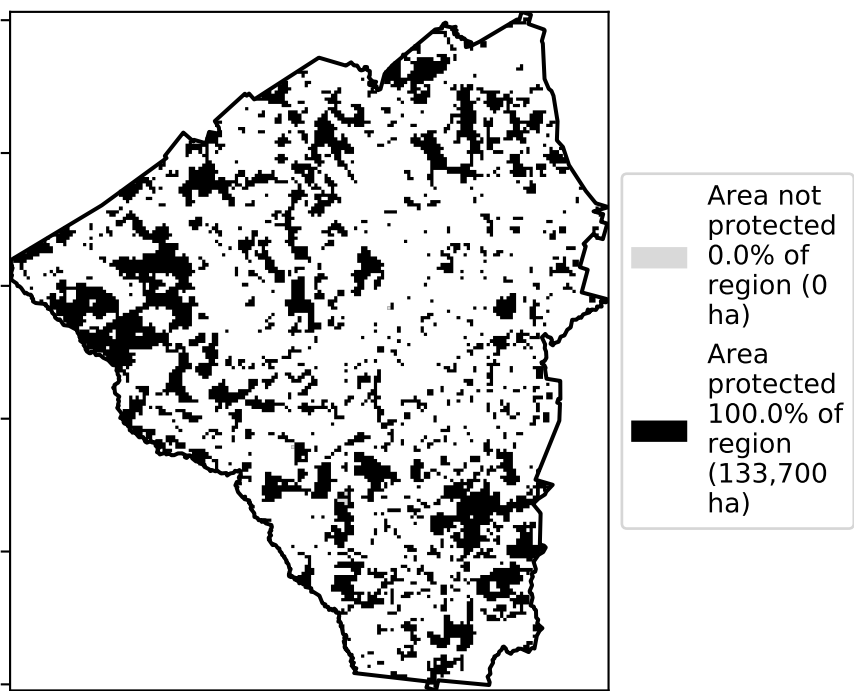 Area not
protected
0.0% of
region (0
ha)
Area
protected
100.0% of
region
(133,700
ha)